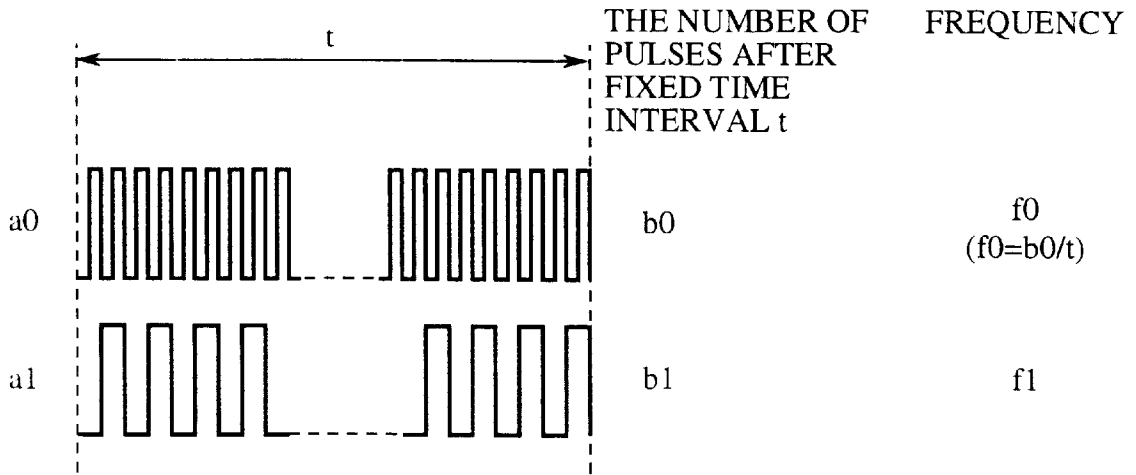 t
THE NUMBER OF
PULSES AFTER
FIXED TIME
INTERVAL t
FREQUENCY
a0
b0
f0
(f0=b0/t)
a1
b1
f1